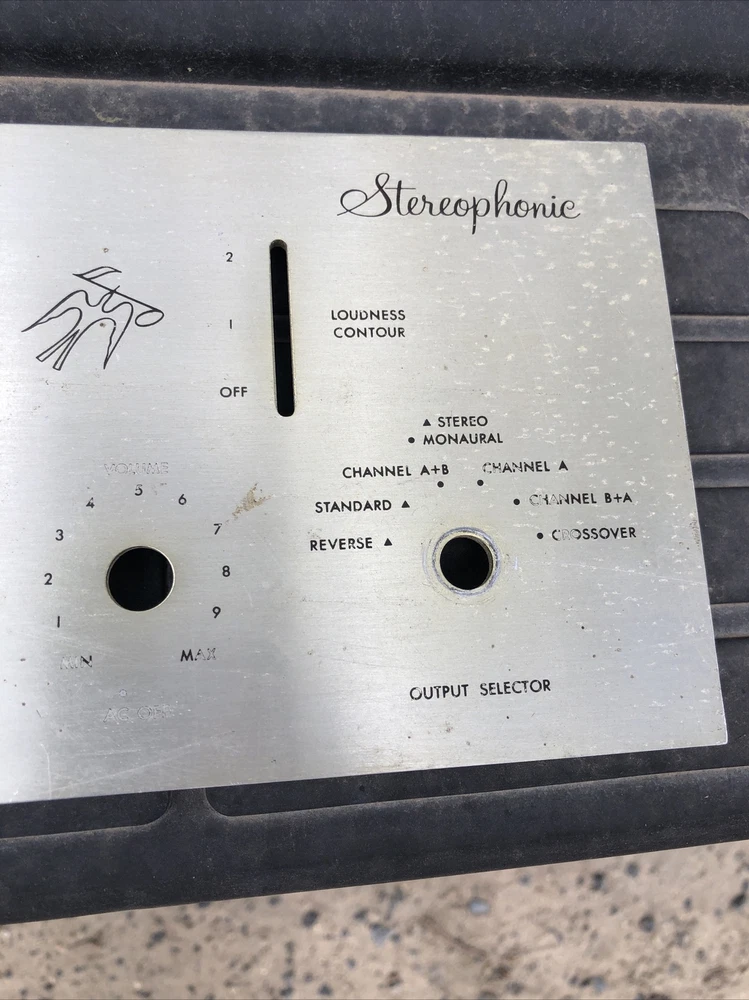 Stereophonic
2
1
OFF
LOUDNESS
CONTOUR
▲ STEREO
• MONAURAL
CHANNEL A+B
CHANNEL A
STANDARD ▲
• CHANNEL B+A
REVERSE ▲
• CROSSOVER
VOLUME
5
4 6
3 7
2 8
1 9
MIN MAX
AC OFF
OUTPUT SELECTOR